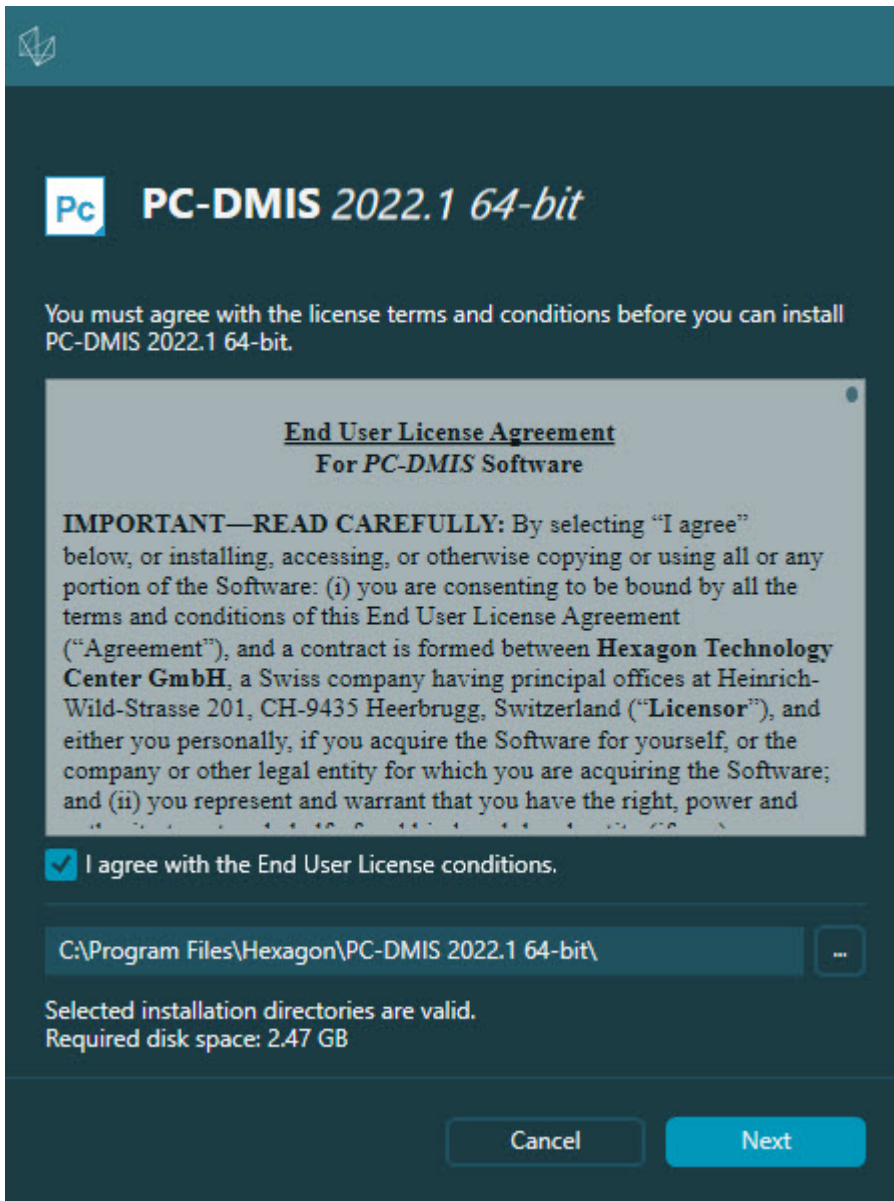 Pc
PC-DMIS 2022.1 64-bit
You must agree with the license terms and conditions before you can install
PC-DMIS 2022.1 64-bit.
End User License Agreement
For PC-DMIS Software
IMPORTANT—READ CAREFULLY: By selecting “I agree”
below, or installing, accessing, or otherwise copying or using all or any
portion of the Software: (i) you are consenting to be bound by all the
terms and conditions of this End User License Agreement
(“Agreement”), and a contract is formed between Hexagon Technology
Center GmbH, a Swiss company having principal offices at Heinrich-
Wild-Strasse 201, CH-9435 Heerbrugg, Switzerland (“Licensor”), and
either you personally, if you acquire the Software for yourself, or the
company or other legal entity for which you are acquiring the Software;
and (ii) you represent and warrant that you have the right, power and
I agree with the End User License conditions.
C:\Program Files\Hexagon\PC-DMIS 2022.1 64-bit\
...
Selected installation directories are valid.
Required disk space: 2.47 GB
Cancel
Next